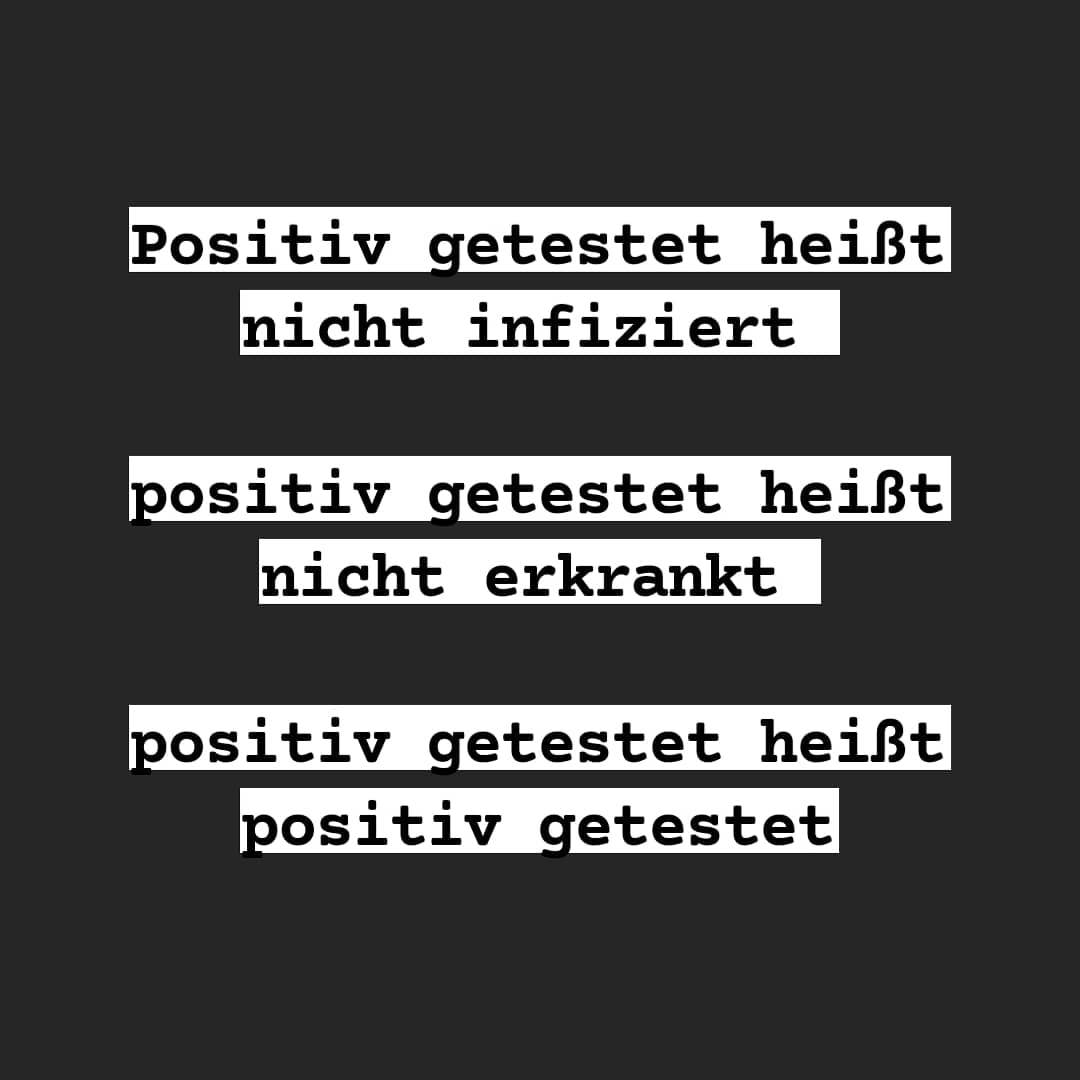 Positiv getestet heißt
nicht infiziert
positiv getestet heißt
nicht erkrankt
positiv getestet heißt
positiv getestet